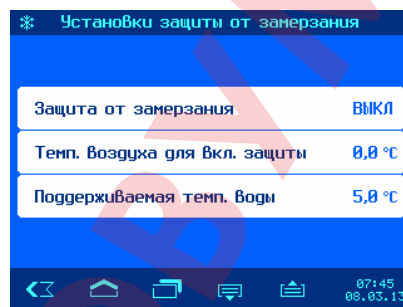 Установки защиты от замерзания
Защита от замерзания ВЫКЛ
Темп. воздуха для вкл. защиты 0,0 °C
Поддерживаемая темп. воды 5,0 °C
07:45
08.03.13